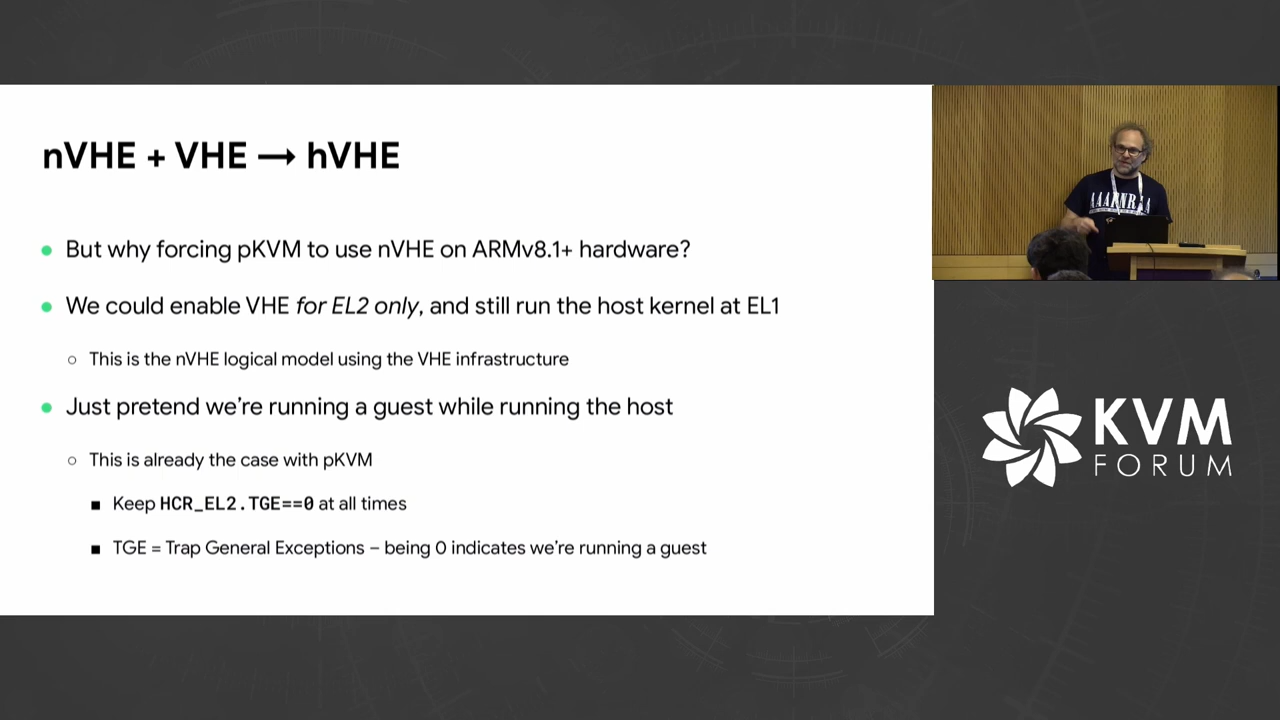 nVHE + VHE → hVHE
But why forcing pKVM to use nVHE on ARMv8.1+ hardware?
We could enable VHE for EL2 only, and still run the host kernel at EL1
This is the nVHE logical model using the VHE infrastructure
Just pretend we're running a guest while running the host
This is already the case with pKVM
Keep HCR_EL2.TGE==0 at all times
TGE = Trap General Exceptions – being 0 indicates we're running a guest
KVM
FORUM